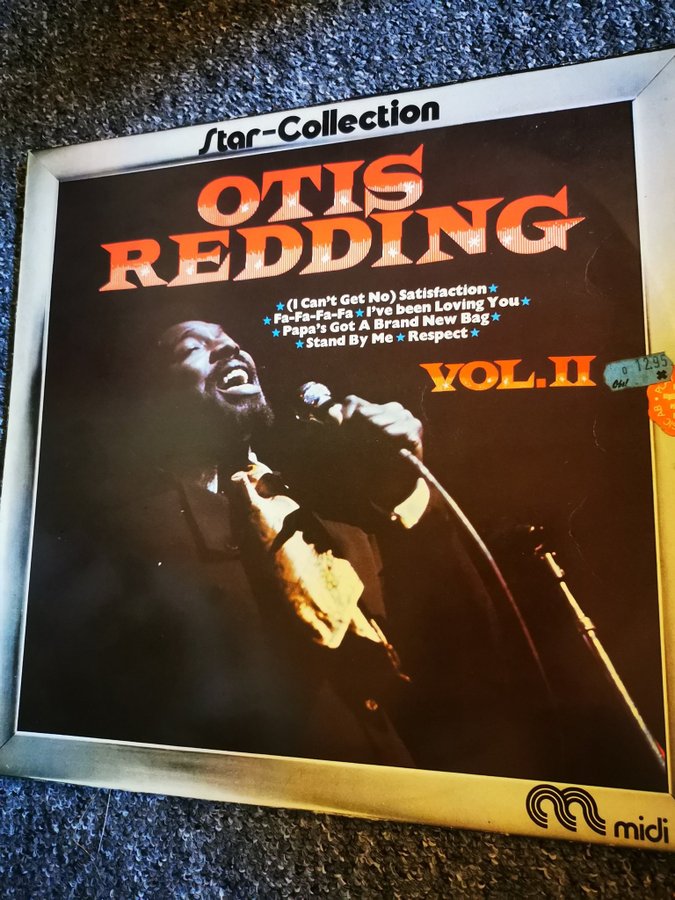 Star-Collection
OTIS
REDDING
(I Can't Get No) Satisfaction
Fa-Fa-Fa-Fa ★ I've been Loving You
Papa's Got A Brand New Bag
Stand By Me ★ Respect
VOL.II
12.95
midi